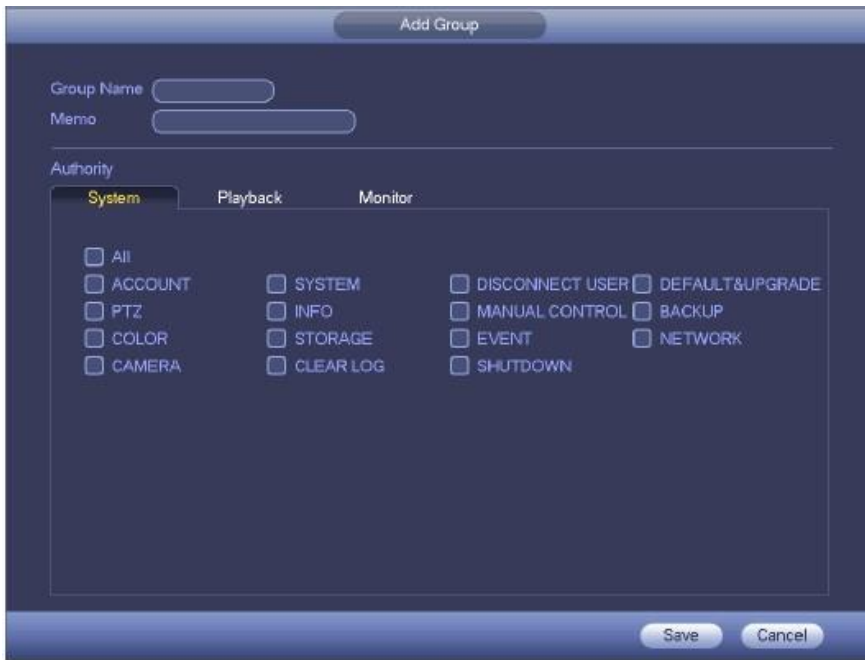 Add Group
Group Name
Memo
Authority
System Playback Monitor
All
ACCOUNT SYSTEM DISCONNECT USER DEFAULT&UPGRADE
PTZ INFO MANUAL CONTROL BACKUP
COLOR STORAGE EVENT NETWORK
CAMERA CLEAR LOG SHUTDOWN
Save Cancel